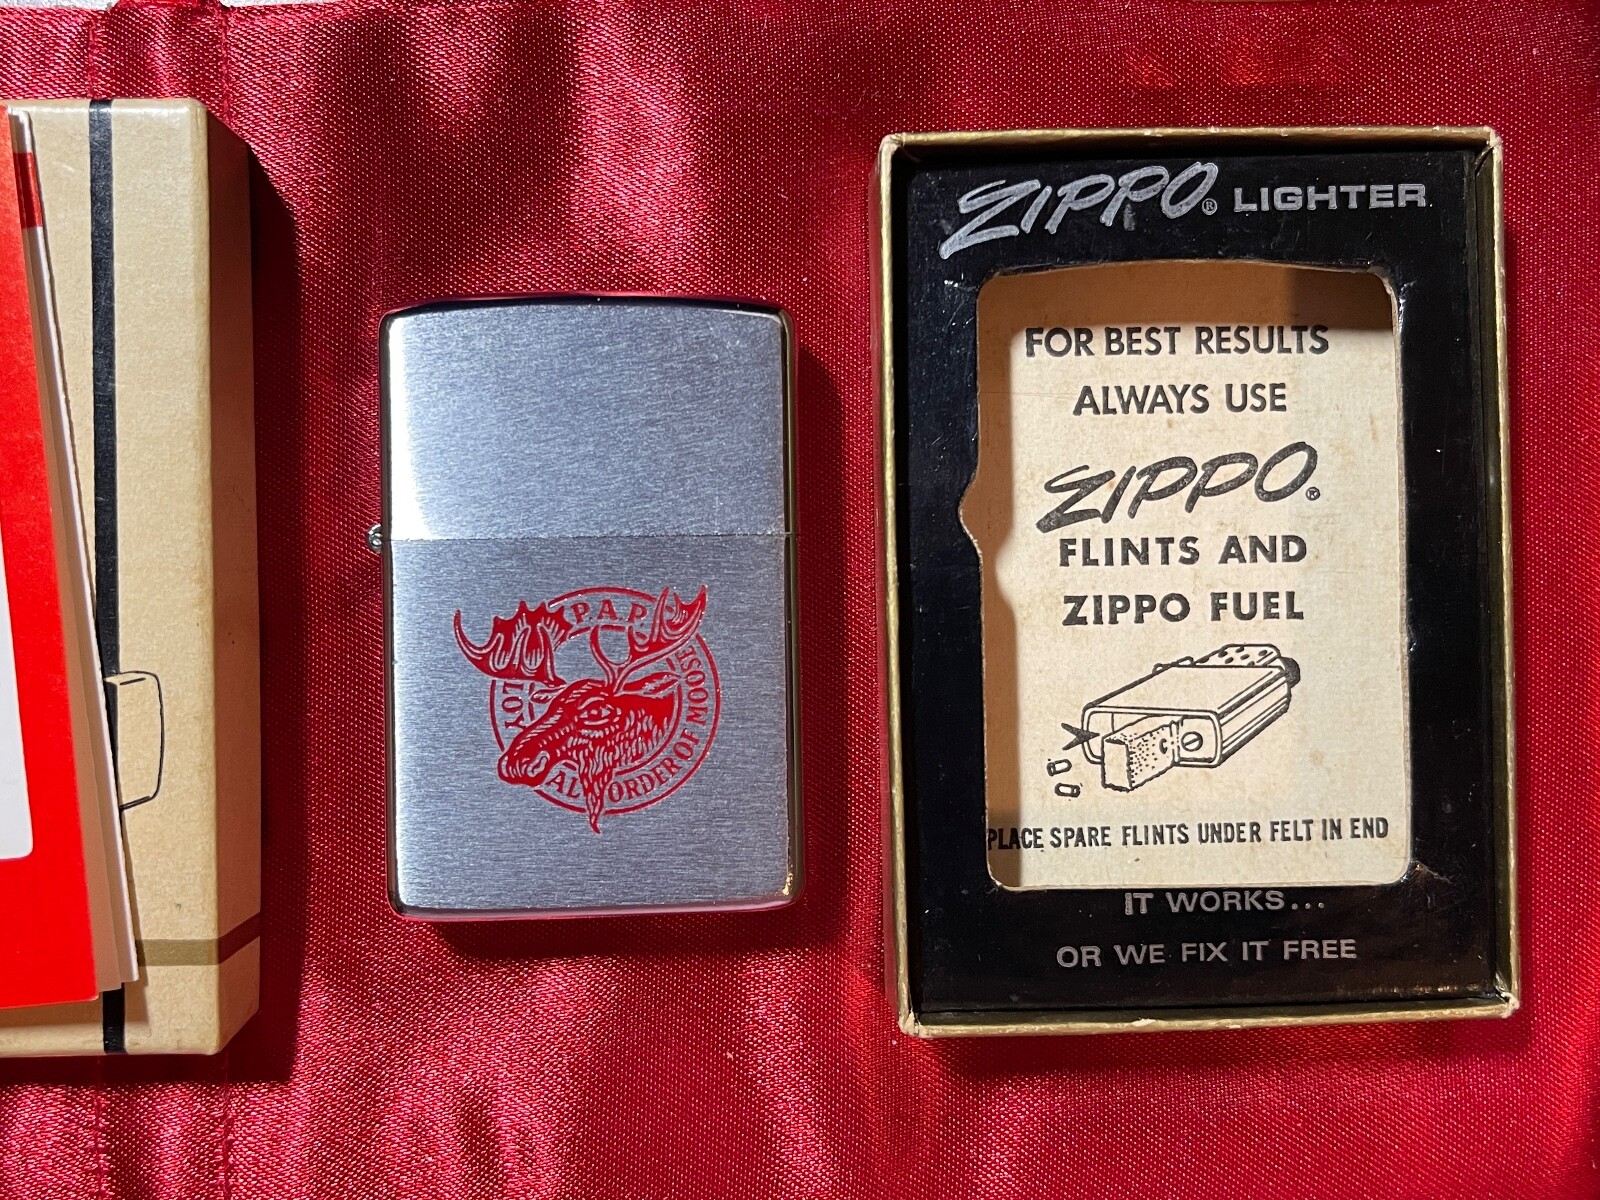 P.A.P.
LOYAL ORDER OF MOOSE
ZIPPO® LIGHTER
FOR BEST RESULTS
ALWAYS USE
ZIPPO®
FLINTS AND
ZIPPO FUEL
PLACE SPARE FLINTS UNDER FELT IN END
IT WORKS...
OR WE FIX IT FREE